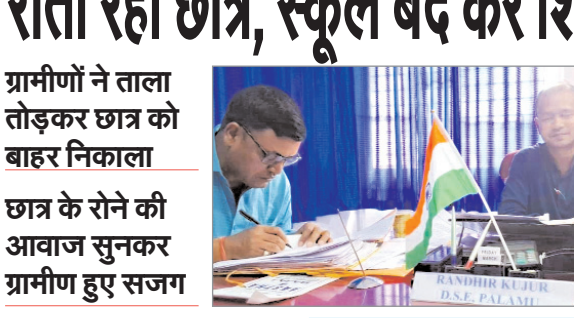 रोता रहा छात्र, स्कूल बंद कर
ग्रामीणों ने ताला
तोड़कर छात्र को
बाहर निकाला
छात्र के रोने की
आवाज सुनकर
ग्रामीण हुए सजग
RANDHIR KUJUR
D.S.E. PALAMU